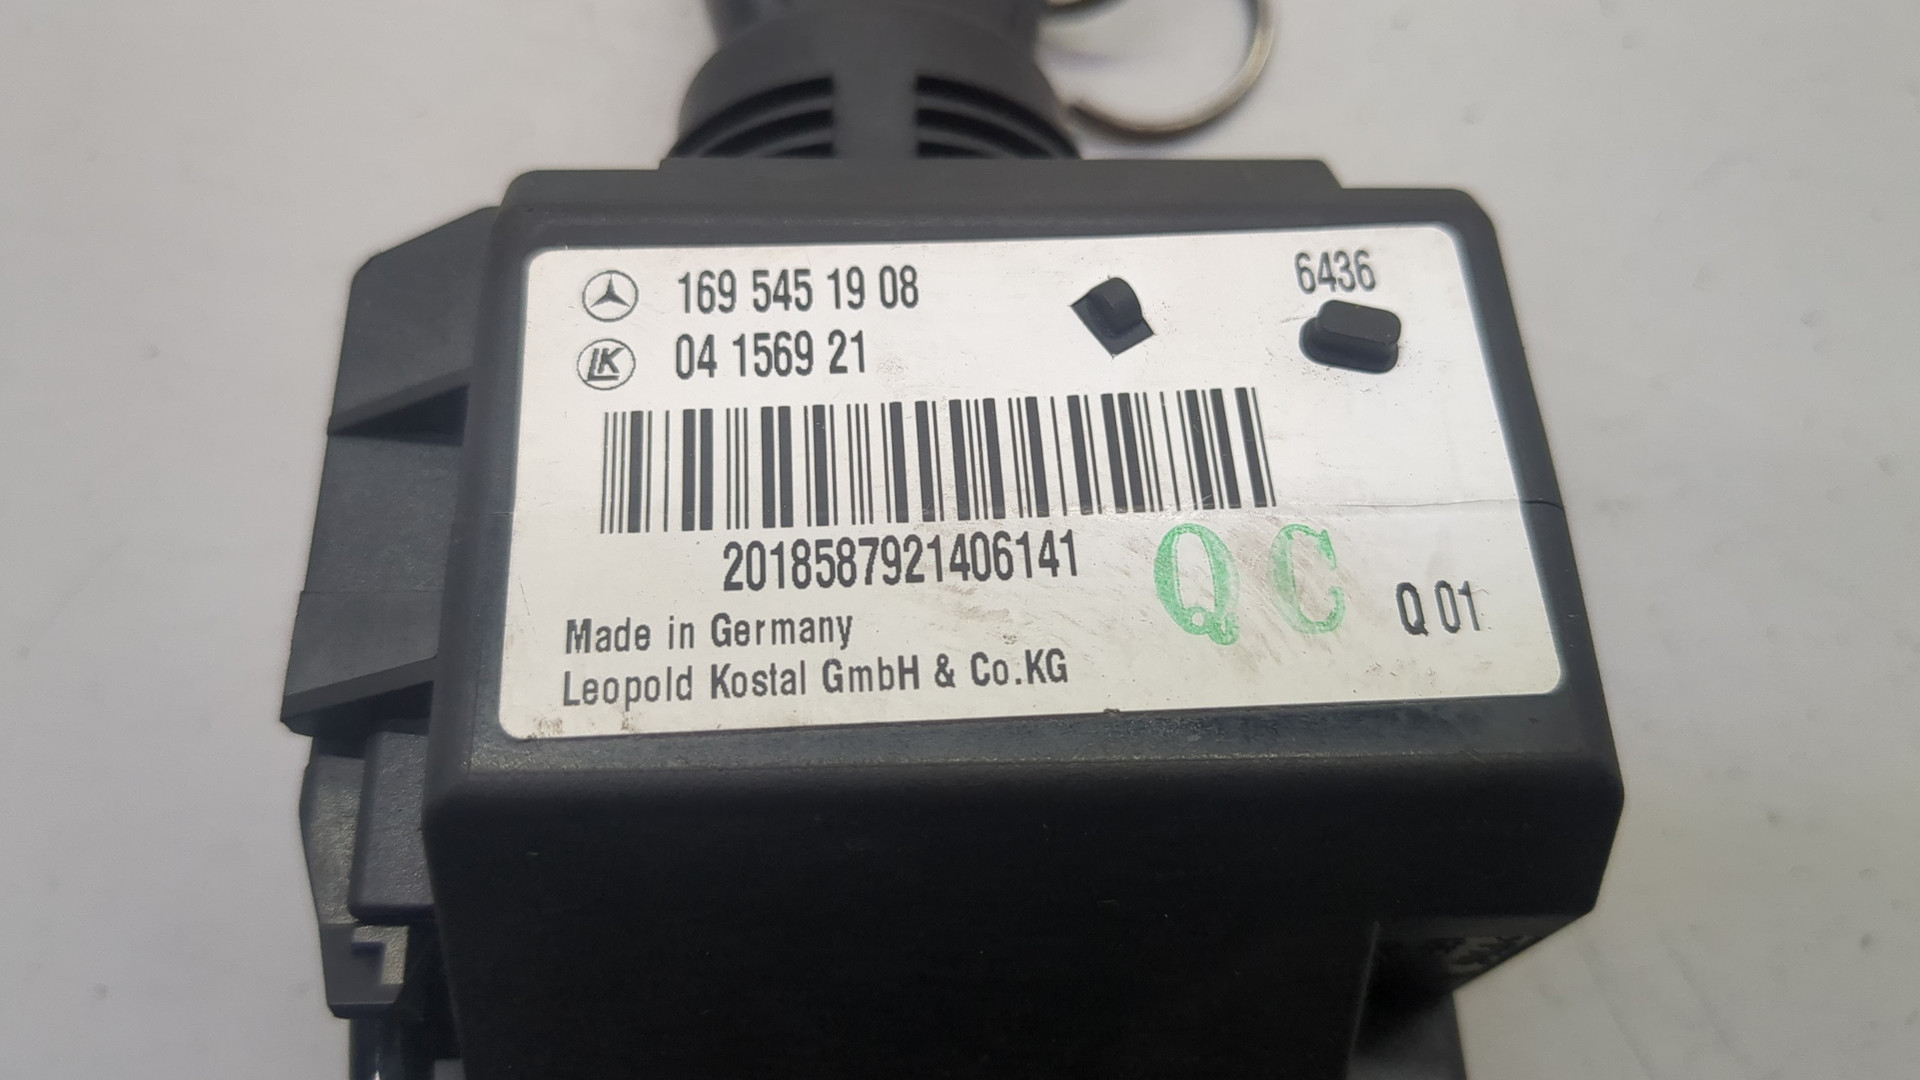 169 545 19 08
6436
LK 04 1569 21
2018587921406141
QC
Q 01
Made in Germany
Leopold Kostal GmbH & Co.KG